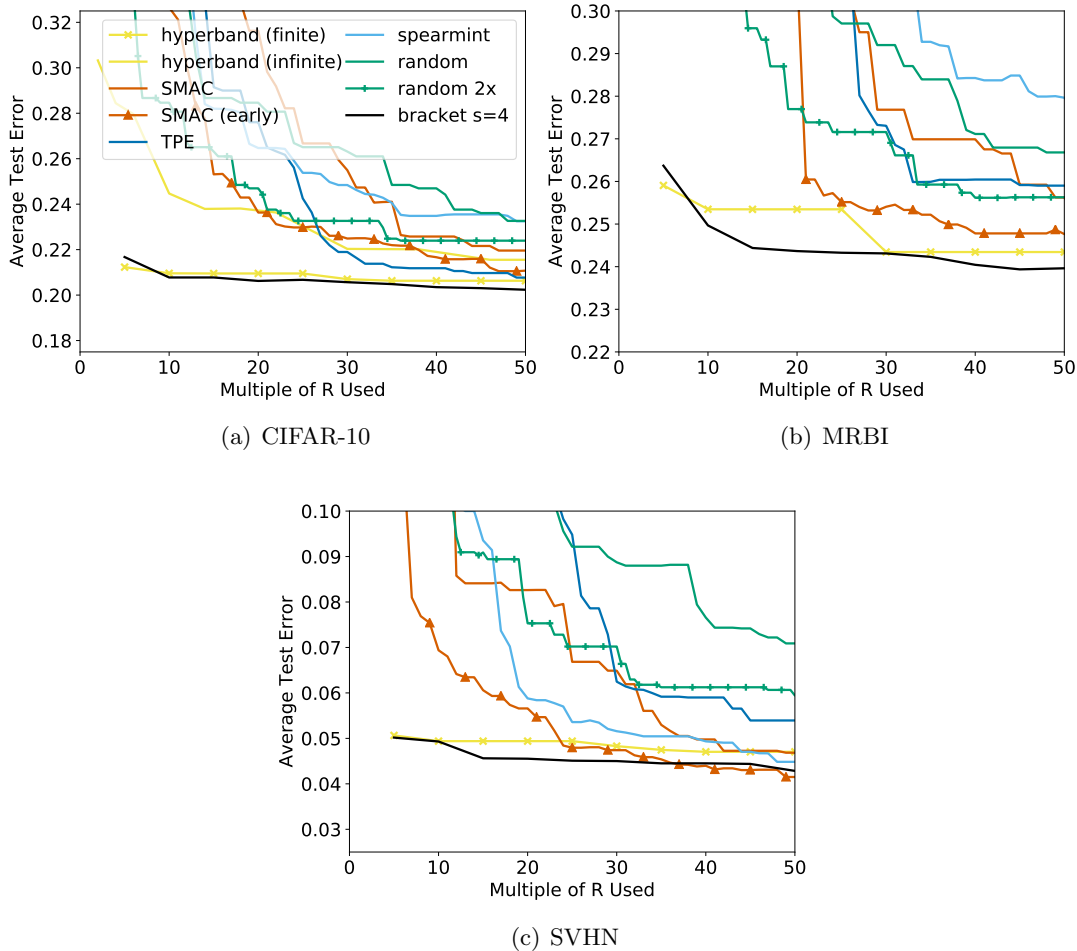 0.32
0.30
0.28
0.26
0.24
0.22
0.20
0.18
Average Test Error
hyperband (finite)
hyperband (infinite)
SMAC
SMAC (early)
TPE
spearmint
random
random 2x
bracket s=4
0 10 20 30 40 50
Multiple of R Used
(a) CIFAR-10
0.30
0.29
0.28
0.27
0.26
0.25
0.24
0.23
0.22
Average Test Error
0 10 20 30 40 50
Multiple of R Used
(b) MRBI
0.10
0.09
0.08
0.07
0.06
0.05
0.04
0.03
Average Test Error
0 10 20 30 40 50
Multiple of R Used
(c) SVHN